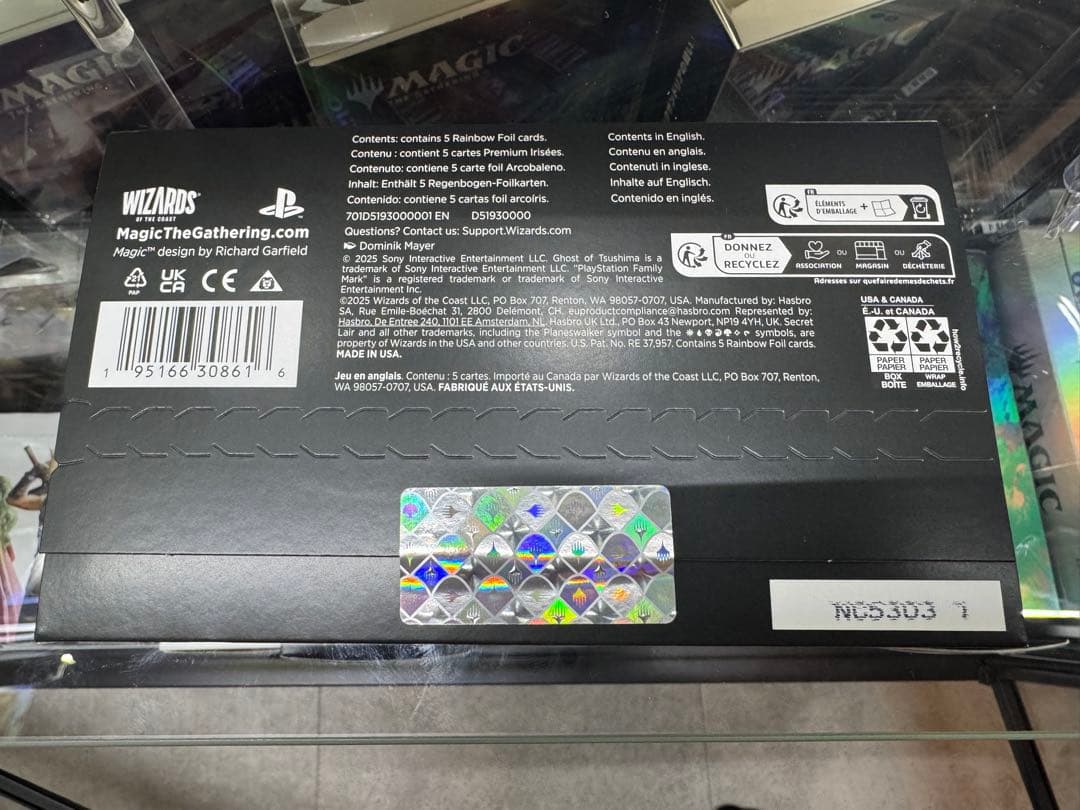 MAGIC
MAGIC
MAGIC
WIZARDS
OF THE COAST
MagicTheGathering.com
Magic™ design by Richard Garfield
21
PAP
UK
CA
CE
1 95166 30861 6
Contents: contains 5 Rainbow Foil cards.
Contenu : contient 5 cartes Premium Irisées.
Contenuto: contiene 5 carte foil Arcobaleno.
Inhalt: Enthält 5 Regenbogen-Foilkarten.
Contenido: contiene 5 cartas foil arcoíris.
701D5193000001 EN D51930000
Questions? Contact us: Support.Wizards.com
Dominik Mayer
© 2025 Sony Interactive Entertainment LLC. Ghost of Tsushima is a
trademark of Sony Interactive Entertainment LLC. "PlayStation Family
Mark" is a registered trademark or trademark of Sony Interactive
Entertainment Inc.
©2025 Wizards of the Coast LLC, PO Box 707, Renton, WA 98057-0707, USA. Manufactured by: Hasbro
SA, Rue Emile-Boéchat 31, 2800 Delémont, CH. euproductcompliance@hasbro.com Represented by:
Hasbro, De Entree 240, 1101 EE Amsterdam, NL. Hasbro UK Ltd., PO Box 43 Newport, NP19 4YH, UK. Secret
Lair and all other trademarks, including the Planeswalker symbol and the symbols, are
property of Wizards in the USA and other countries. U.S. Pat. No. RE 37,957. Contains 5 Rainbow Foil cards.
MADE IN USA.
Jeu en anglais. Contenu : 5 cartes. Importé au Canada par Wizards of the Coast LLC, PO Box 707, Renton,
WA 98057-0707, USA. FABRIQUÉ AUX ÉTATS-UNIS.
Contents in English.
Contenu en anglais.
Contenuti in inglese.
Inhalte auf Englisch.
Contenido en inglés.
FR
ÉLÉMENTS
D'EMBALLAGE +
FR
DONNEZ
OU
RECYCLEZ
ASSOCIATION
OU
MAGASIN
OU
DÉCHÈTERIE
Adresses sur quefairedemesdechets.fr
USA & CANADA
É.-U. et CANADA
PAPER
PAPIER
BOX
BOÎTE
PAPER
PAPIER
WRAP
EMBALLAGE
how2recycle.info
MAGIC
NC5303 1